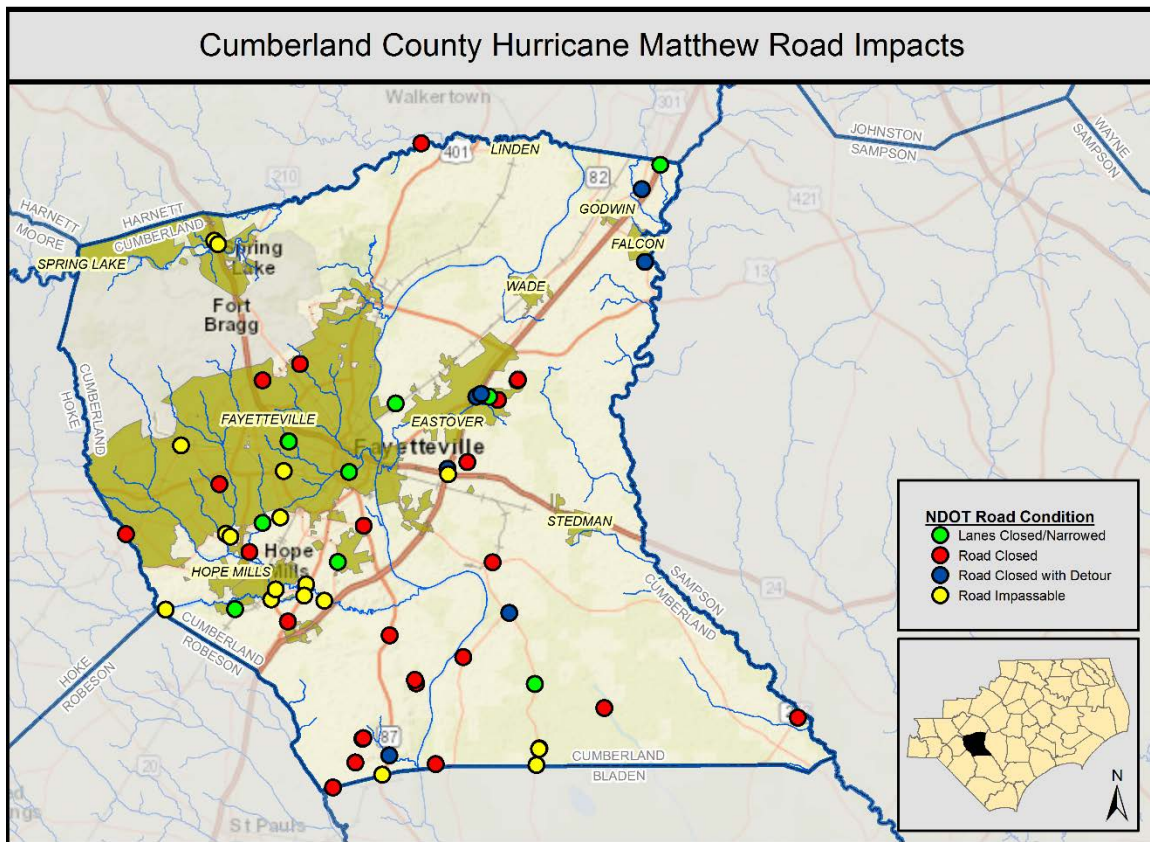 Cumberland County Hurricane Matthew Road Impacts
Walkertown
301
401
LINDEN
JOHNSTON
SAMPSON
WAYNE
SAMPSON
210
82
421
HARNETT
MOORE
HARNETT
CUMBERLAND
GODWIN
FALCON
Spring
Lake
SPRING LAKE
13
WADE
Fort
Bragg
CUMBERLAND
HOKE
FAYETTEVILLE
EASTOVER
Fayetteville
STEDMAN
Hope
Mills
HOPE MILLS
SAMPSON
CUMBERLAND
24
CUMBERLAND
ROBESON
HOKE
ROBESON
87
20
CUMBERLAND
BLADEN
St Pauls
NDOT Road Condition
Lanes Closed/Narrowed
Road Closed
Road Closed with Detour
Road Impassable
N